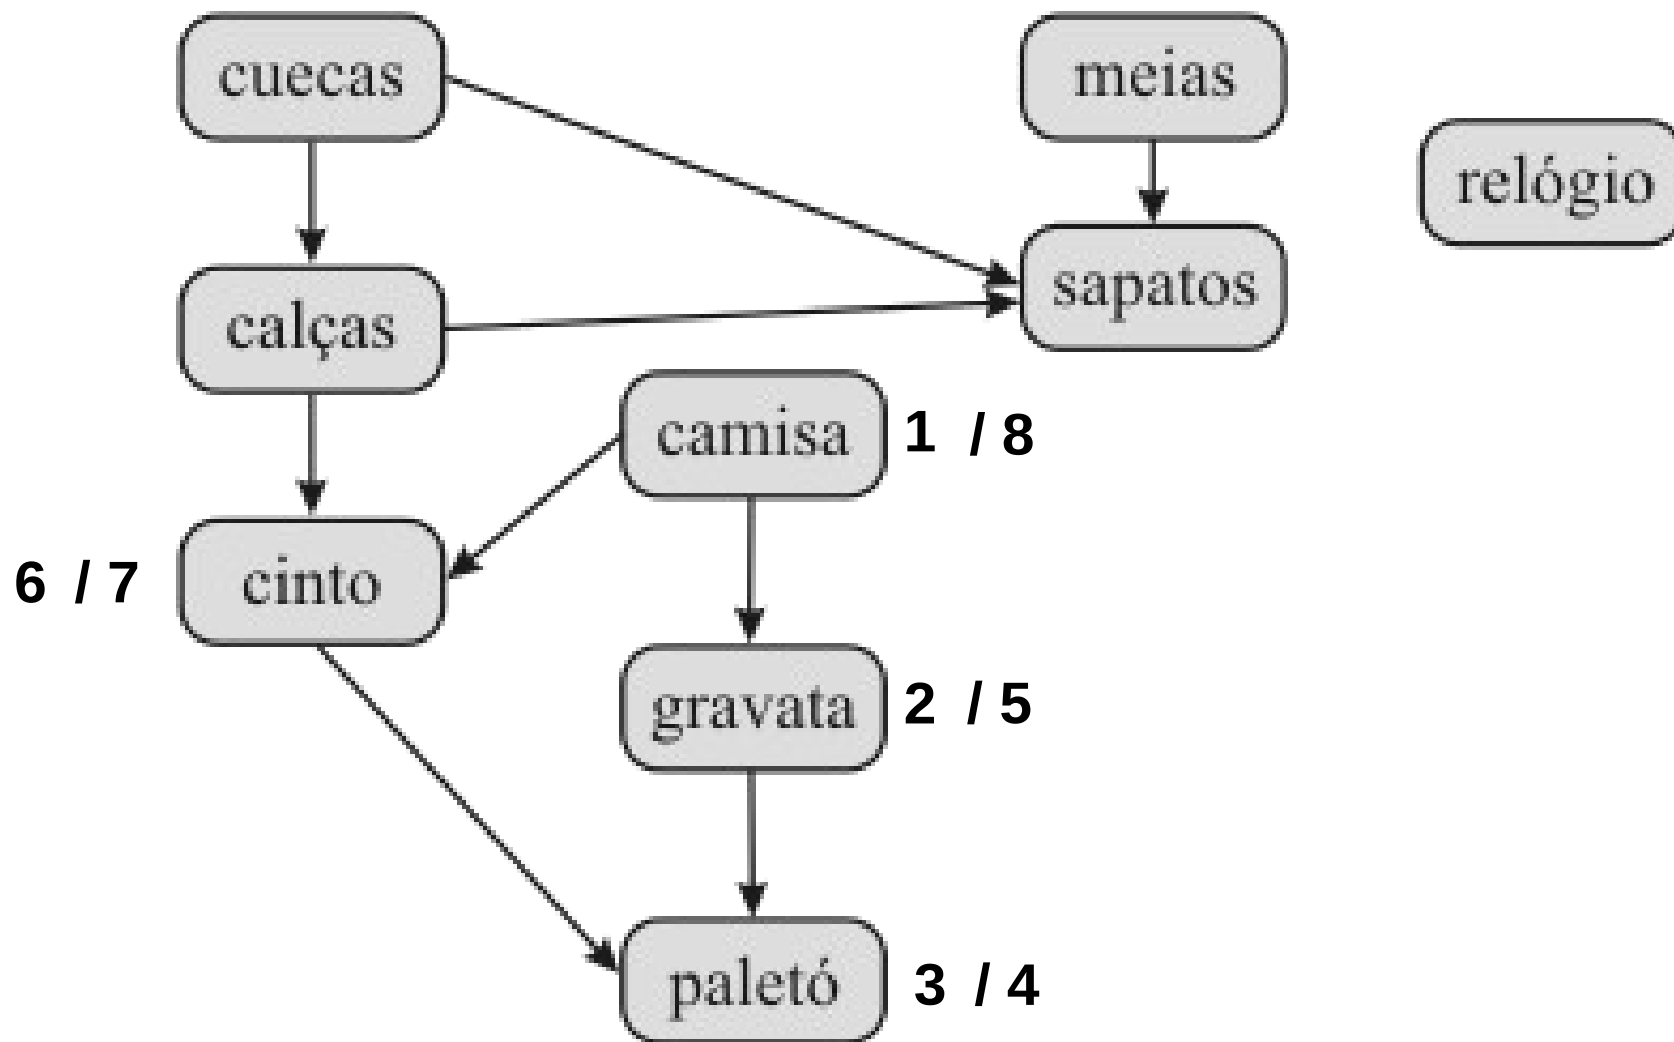 cuecas
meias
relógio
sapatos
calças
camisa 1 / 8
6 / 7 cinto
gravata 2 / 5
paletó 3 / 4